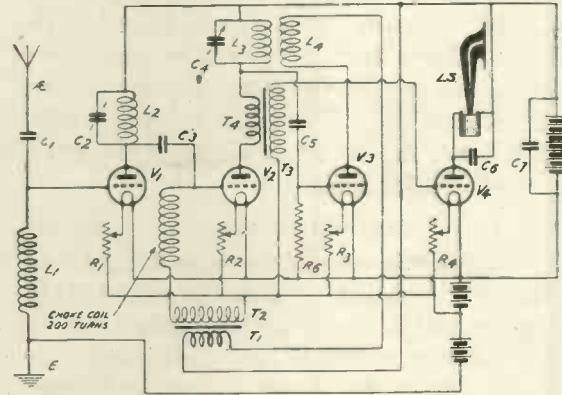 Æ
C1
L1
E
C2
L2
C3
V1
R1
CHOKE COIL
200 TURNS
C4
L3
L4
T4
T3
C5
V2
R2
T2
T1
V3
R6
R3
L.S.
C6
V4
R4
C7